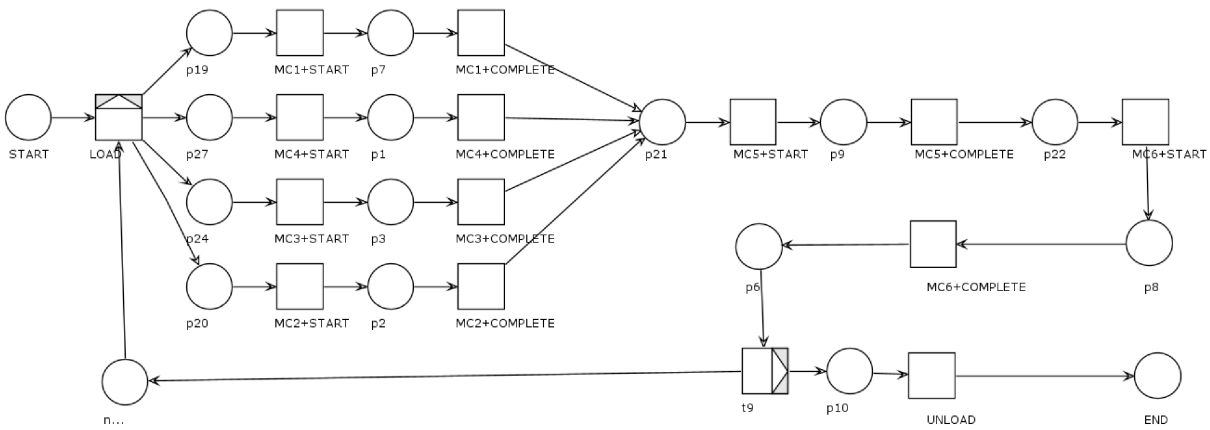 p19
MC1+START
p7
MC1+COMPLETE
START
LOAD
p27
MC4+START
p1
MC4+COMPLETE
p21
MC5+START
p9
MC5+COMPLETE
p22
MC6+START
p24
MC3+START
p3
MC3+COMPLETE
p6
MC6+COMPLETE
p8
p20
MC2+START
p2
MC2+COMPLETE
n...
t9
p10
UNLOAD
END